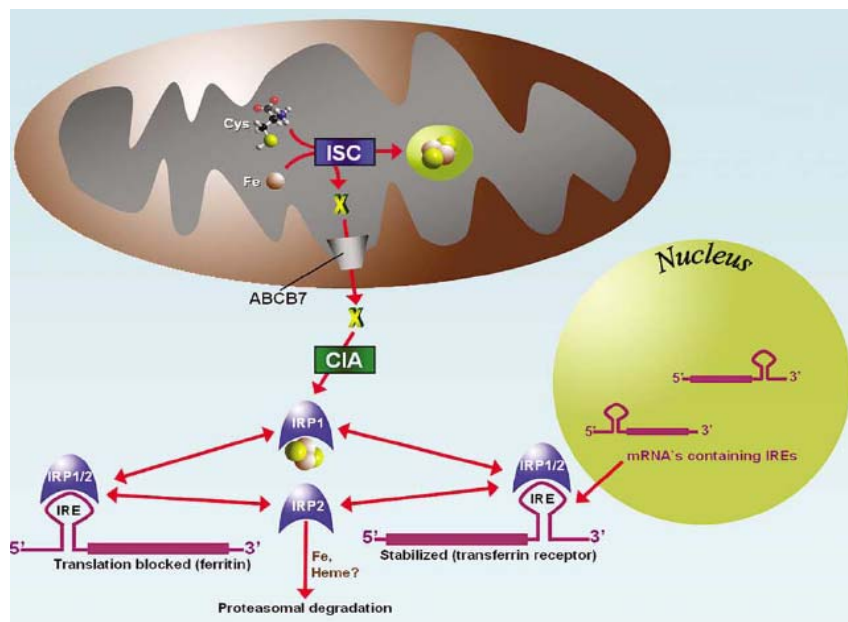 Cys
ISC
Fe
X
ABCB7
X
CIA
Nucleus
5' 3'
5' 3'
mRNA's containing IREs
IRP1
IRP1/2
IRE
5' 3'
Translation blocked (ferritin)
IRP2
IRP1/2
IRE
5' 3'
Stabilized (transferrin receptor)
Fe,
Heme?
Proteasomal degradation